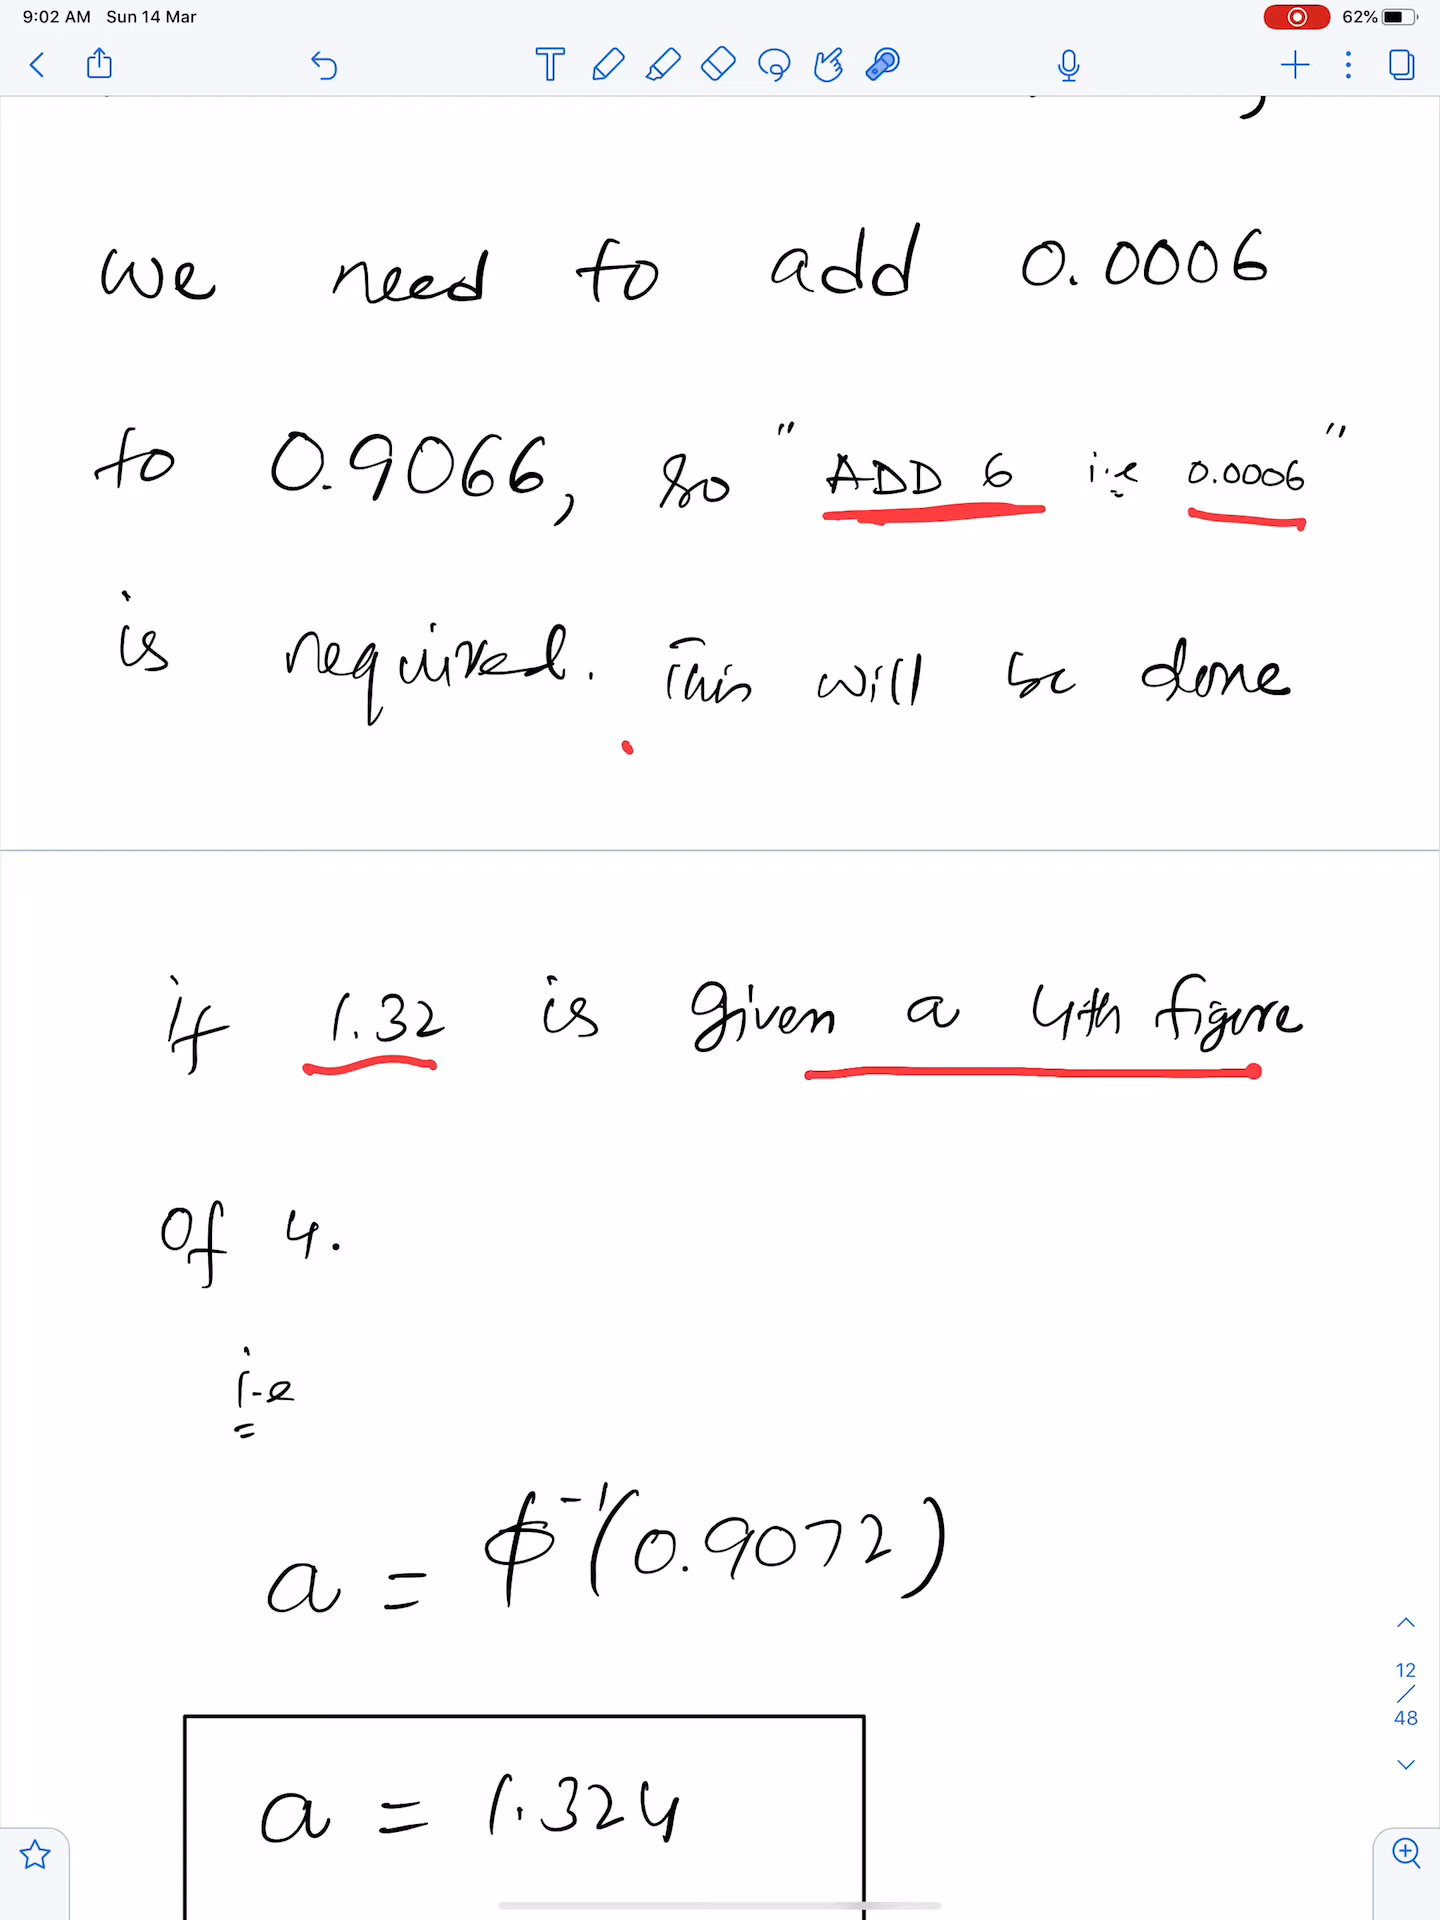 9:02 AM Sun 14 Mar 62%
we need to add 0.0006
to 0.9066, so "ADD 6 i.e 0.0006"
is required. This will be done
if 1.32 is given a 4th figure
of 4.
i-e
a = ϕ⁻¹(0.9072)
12
/
48
a = 1.324